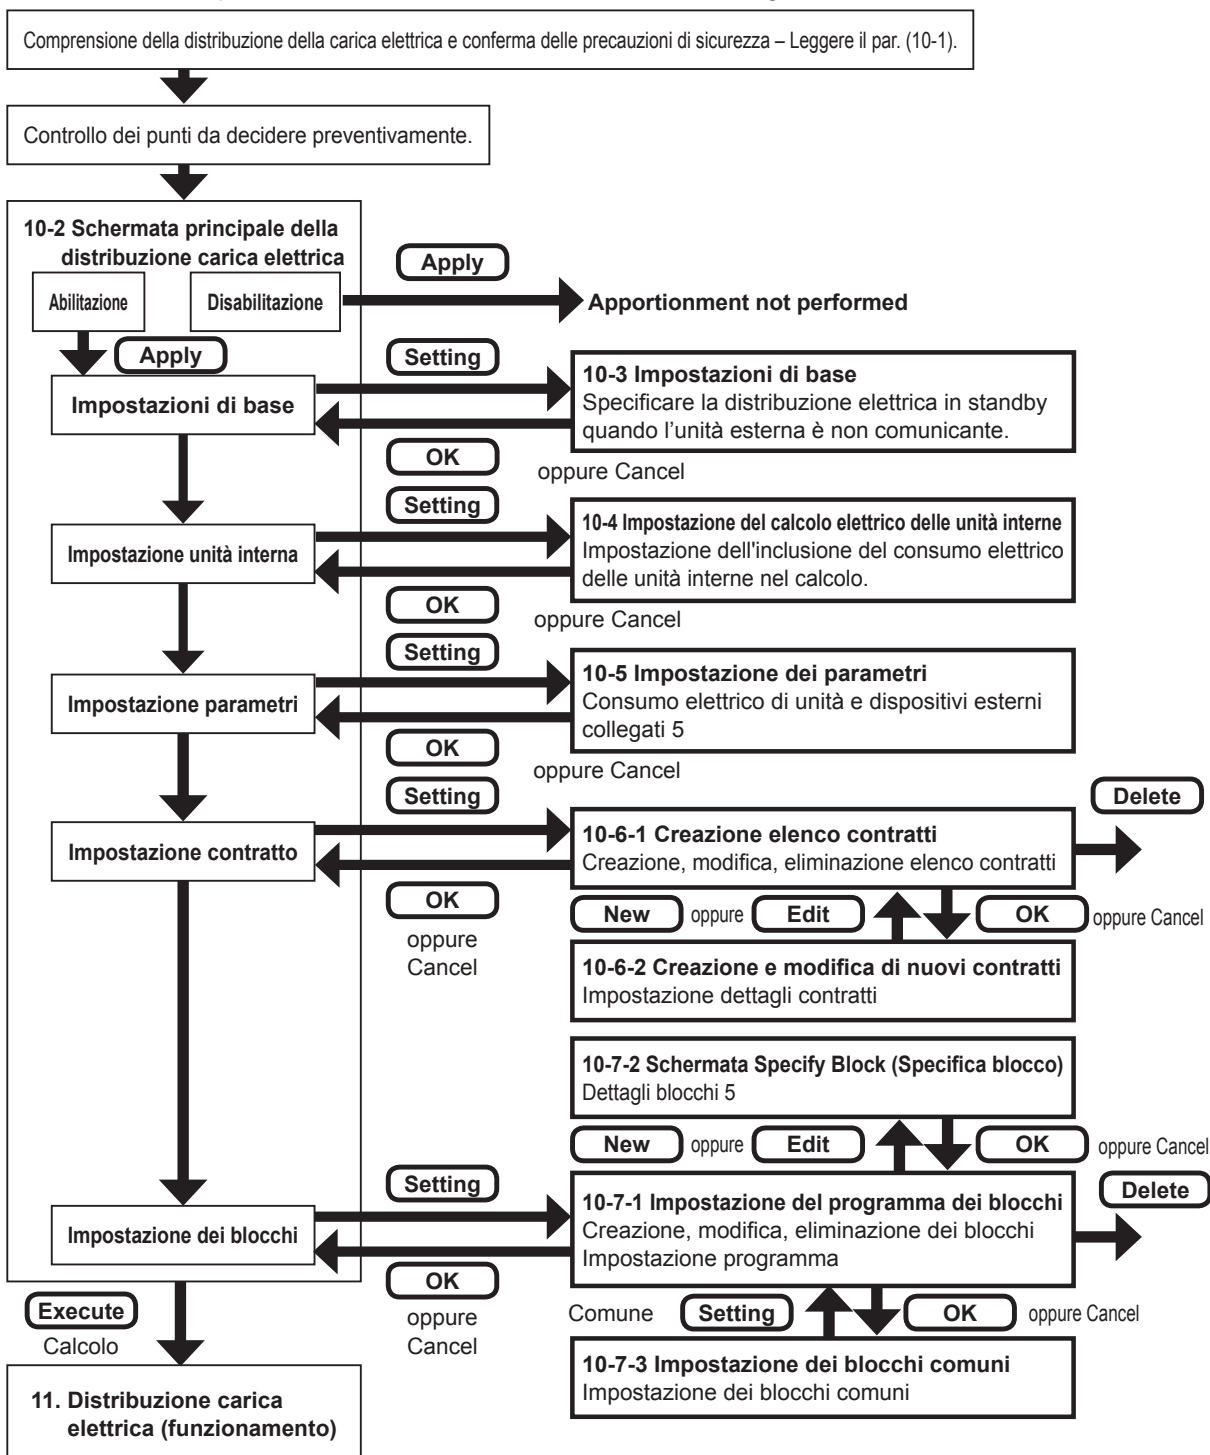 Comprensione della distribuzione della carica elettrica e conferma delle precauzioni di sicurezza – Leggere il par. (10-1).
Controllo dei punti da decidere preventivamente.
10-2 Schermata principale della
distribuzione carica elettrica
Abilitazione
Disabilitazione
Apply
Apportionment not performed
Apply
Impostazioni di base
Setting
10-3 Impostazioni di base
Specificare la distribuzione elettrica in standby
quando l’unità esterna è non comunicante.
OK
oppure Cancel
Impostazione unità interna
Setting
10-4 Impostazione del calcolo elettrico delle unità interne
Impostazione dell'inclusione del consumo elettrico
delle unità interne nel calcolo.
OK
oppure Cancel
Impostazione parametri
Setting
10-5 Impostazione dei parametri
Consumo elettrico di unità e dispositivi esterni
collegati 5
OK
oppure Cancel
Impostazione contratto
Setting
10-6-1 Creazione elenco contratti
Creazione, modifica, eliminazione elenco contratti
Delete
OK
oppure
Cancel
New oppure Edit
OK oppure Cancel
10-6-2 Creazione e modifica di nuovi contratti
Impostazione dettagli contratti
10-7-2 Schermata Specify Block (Specifica blocco)
Dettagli blocchi 5
New oppure Edit
OK oppure Cancel
Impostazione dei blocchi
Setting
10-7-1 Impostazione del programma dei blocchi
Creazione, modifica, eliminazione dei blocchi
Impostazione programma
Delete
OK
oppure
Cancel
Comune Setting
OK oppure Cancel
10-7-3 Impostazione dei blocchi comuni
Impostazione dei blocchi comuni
Execute
Calcolo
11. Distribuzione carica
elettrica (funzionamento)